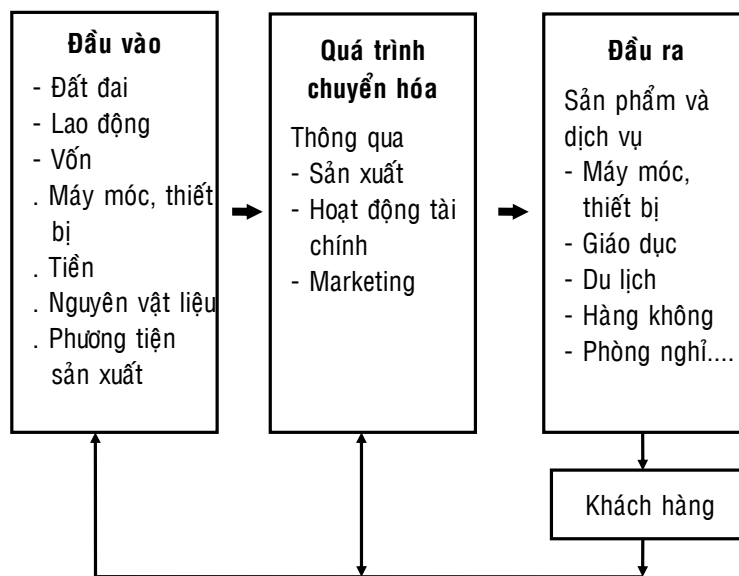 Đầu vào
- Đất đai
- Lao động
- Vốn
. Máy móc, thiết
bị
. Tiền
. Nguyên vật liệu
. Phương tiện
sản xuất
Quá trình
chuyển hóa
Thông qua
- Sản xuất
- Hoạt động tài
chính
- Marketing
Đầu ra
Sản phẩm và
dịch vụ
- Máy móc,
thiết bị
- Giáo dục
- Du lịch
- Hàng không
- Phòng nghỉ....
Khách hàng